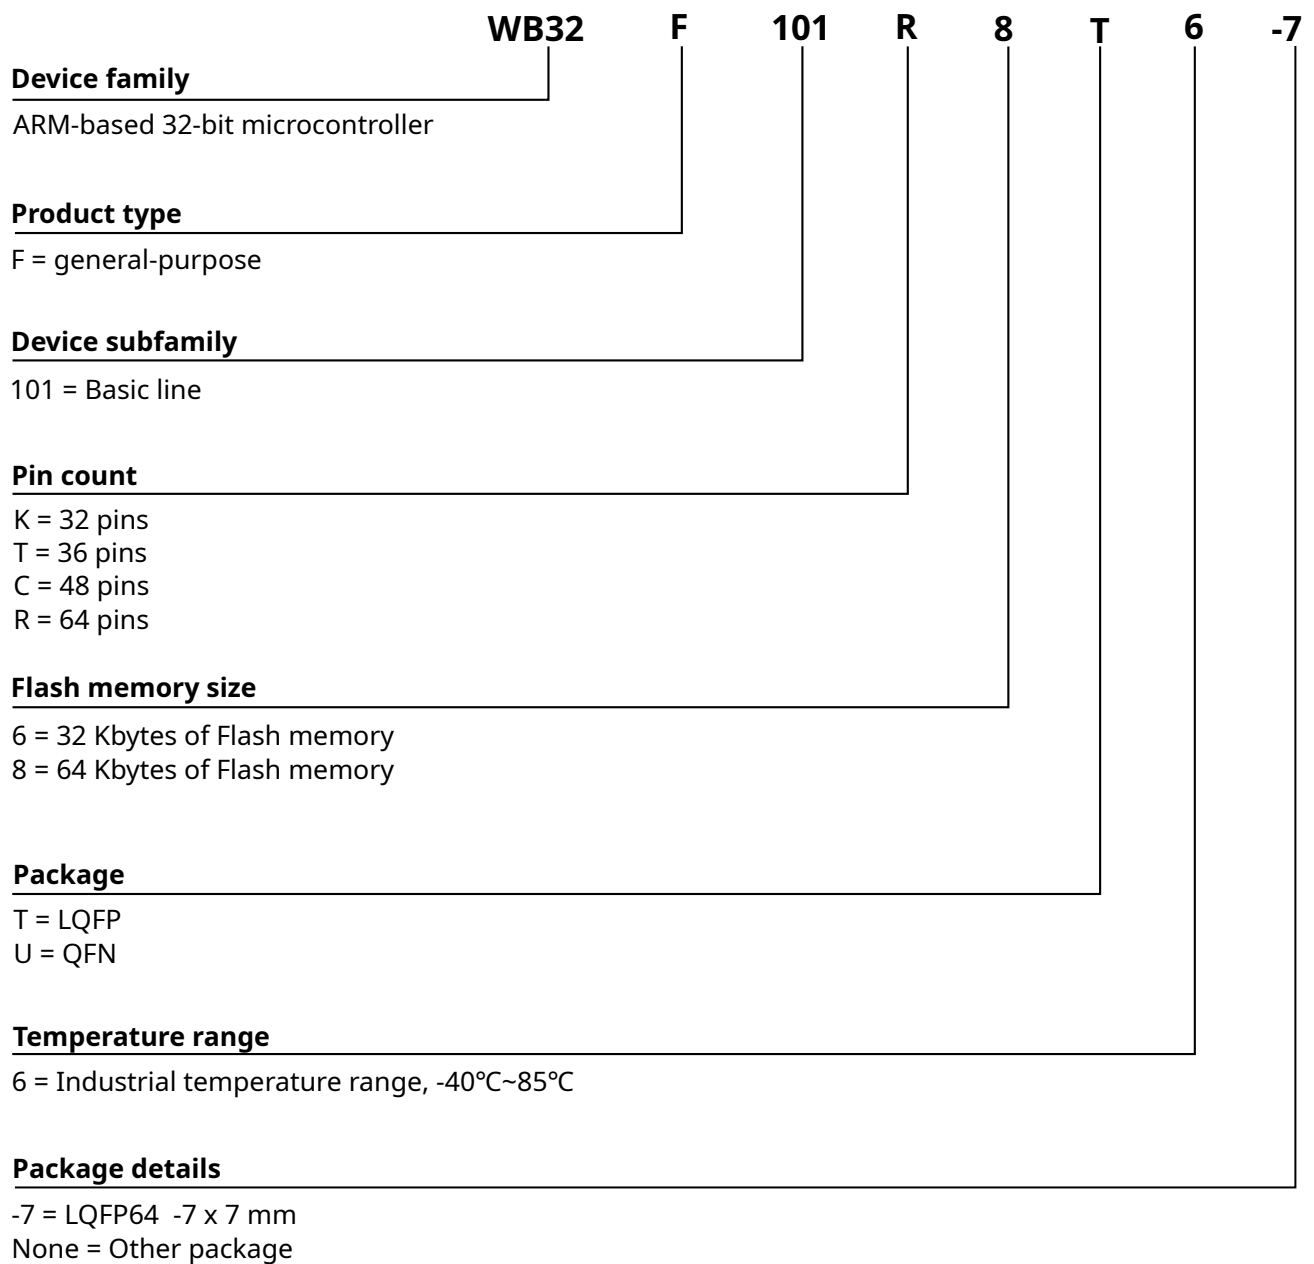 WB32 F 101 R 8 T 6 -7
Device family
ARM-based 32-bit microcontroller
Product type
F = general-purpose
Device subfamily
101 = Basic line
Pin count
K = 32 pins
T = 36 pins
C = 48 pins
R = 64 pins
Flash memory size
6 = 32 Kbytes of Flash memory
8 = 64 Kbytes of Flash memory
Package
T = LQFP
U = QFN
Temperature range
6 = Industrial temperature range, -40℃~85℃
Package details
-7 = LQFP64  -7 x 7 mm
None = Other package